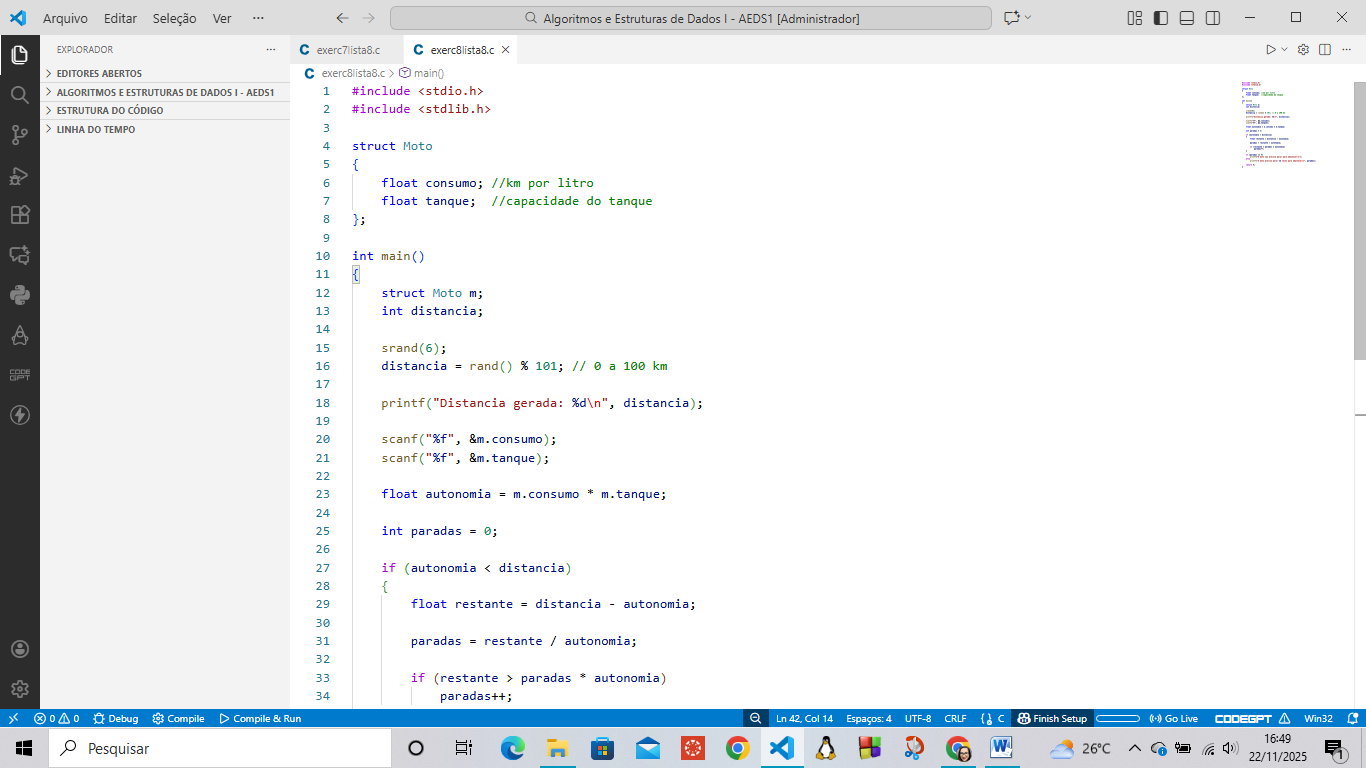 Arquivo Editar Seleção Ver ··· Algoritmos e Estruturas de Dados I - AEDS1 [Administrador]
EXPLORADOR ···
EDITORES ABERTOS
ALGORITMOS E ESTRUTURAS DE DADOS I - AEDS1
ESTRUTURA DO CÓDIGO
LINHA DO TEMPO
C exerc7lista8.c C exerc8lista8.c
C exerc8lista8.c > main()
1 #include <stdio.h>
2 #include <stdlib.h>
3
4 struct Moto
5 {
6 float consumo; //km por litro
7 float tanque;  //capacidade do tanque
8 };
9
10 int main()
11 {
12 struct Moto m;
13 int distancia;
14
15 srand(6);
16 distancia = rand() % 101; // 0 a 100 km
17
18 printf("Distancia gerada: %d\n", distancia);
19
20 scanf("%f", &m.consumo);
21 scanf("%f", &m.tanque);
22
23 float autonomia = m.consumo * m.tanque;
24
25 int paradas = 0;
26
27 if (autonomia < distancia)
28 {
29 float restante = distancia - autonomia;
30
31 paradas = restante / autonomia;
32
33 if (restante > paradas * autonomia)
34 paradas++;
CODE
GPT
0 0 Debug Compile Compile & Run Ln 42, Col 14 Espaços: 4 UTF-8 CRLF C Finish Setup Go Live CODEGPT Win32
Pesquisar 26°C 16:49
22/11/2025 1